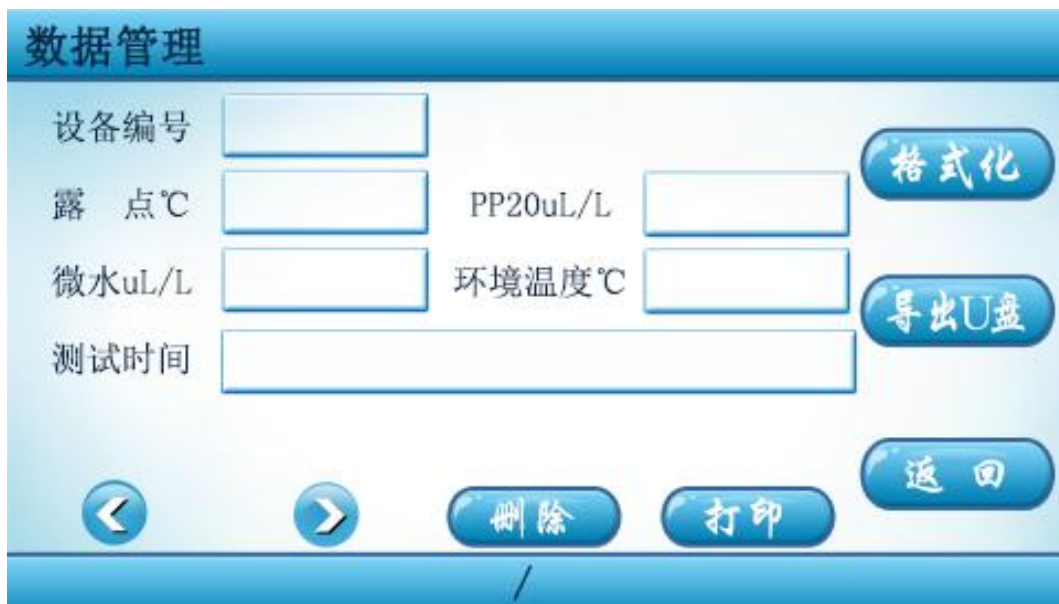 数据管理
设备编号
格式化
露 点℃ PP20uL/L
微水uL/L 环境温度℃
导出U盘
测试时间
返 回
删除 打印
/